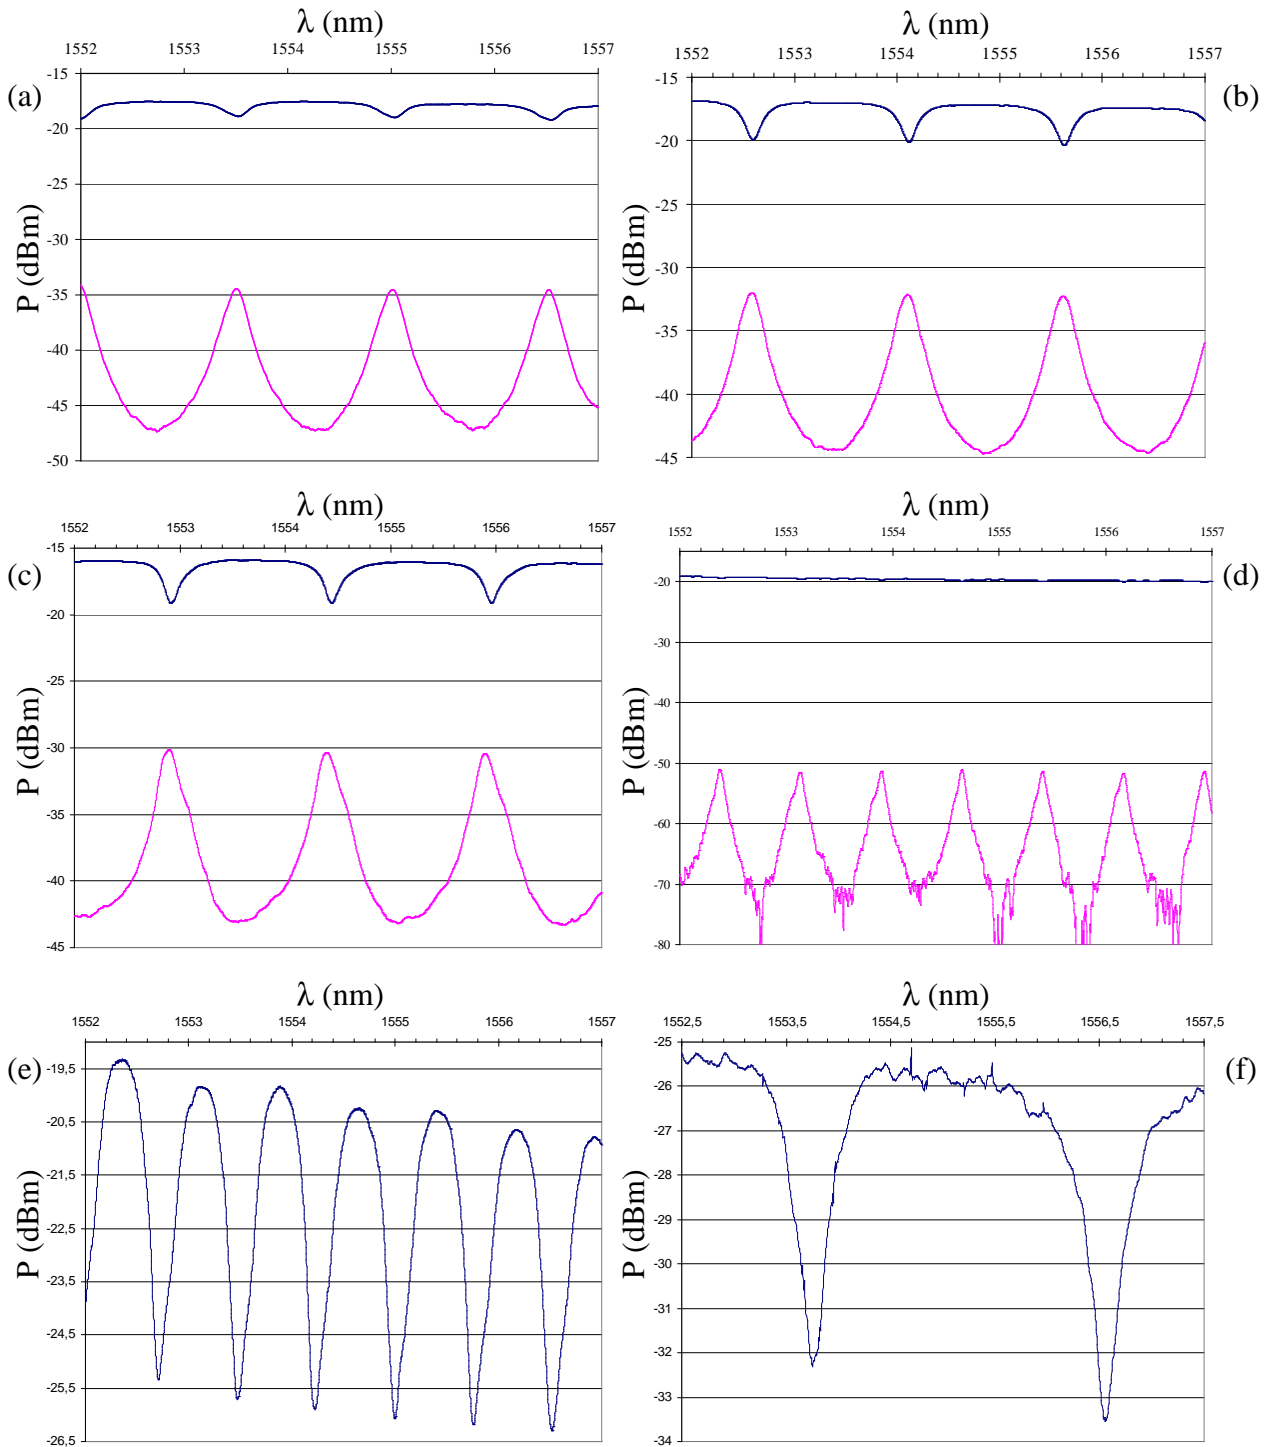 λ (nm)
1552 1553 1554 1555 1556 1557
-15
-20
-25
-30
-35
-40
-45
-50
P (dBm)
(a)
λ (nm)
1552 1553 1554 1555 1556 1557
-15
-20
-25
-30
-35
-40
-45
P (dBm)
(b)
λ (nm)
1552 1553 1554 1555 1556 1557
-15
-20
-25
-30
-35
-40
-45
P (dBm)
(c)
λ (nm)
1552 1553 1554 1555 1556 1557
-20
-30
-40
-50
-60
-70
-80
P (dBm)
(d)
λ (nm)
1552 1553 1554 1555 1556 1557
-19,5
-20,5
-21,5
-22,5
-23,5
-24,5
-25,5
-26,5
P (dBm)
(e)
λ (nm)
1552,5 1553,5 1554,5 1555,5 1556,5 1557,5
-25
-26
-27
-28
-29
-30
-31
-32
-33
-34
P (dBm)
(f)